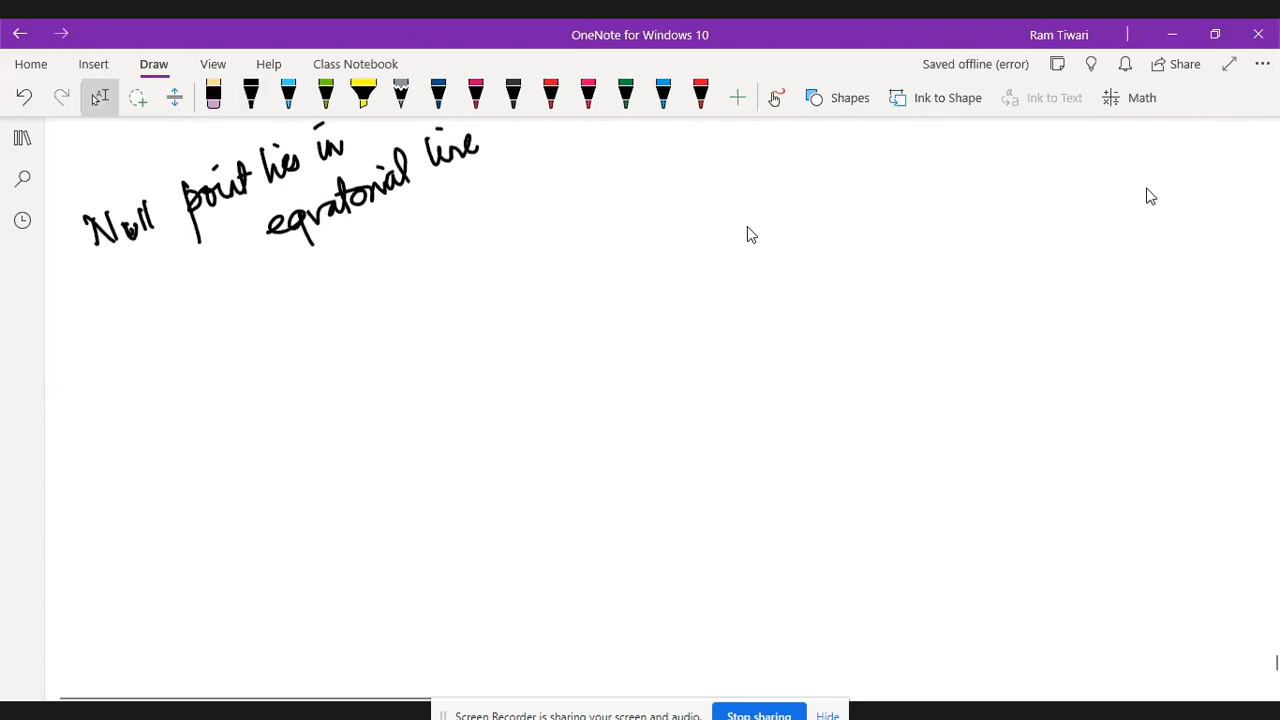 OneNote for Windows 10
Ram Tiwari
Home Insert Draw View Help Class Notebook
Saved offline (error)
Share
Shapes
Ink to Shape
Ink to Text
Math
Null point lies in
equatorial line
Screen Recorder is sharing your screen and audio.
Stop sharing
Hide